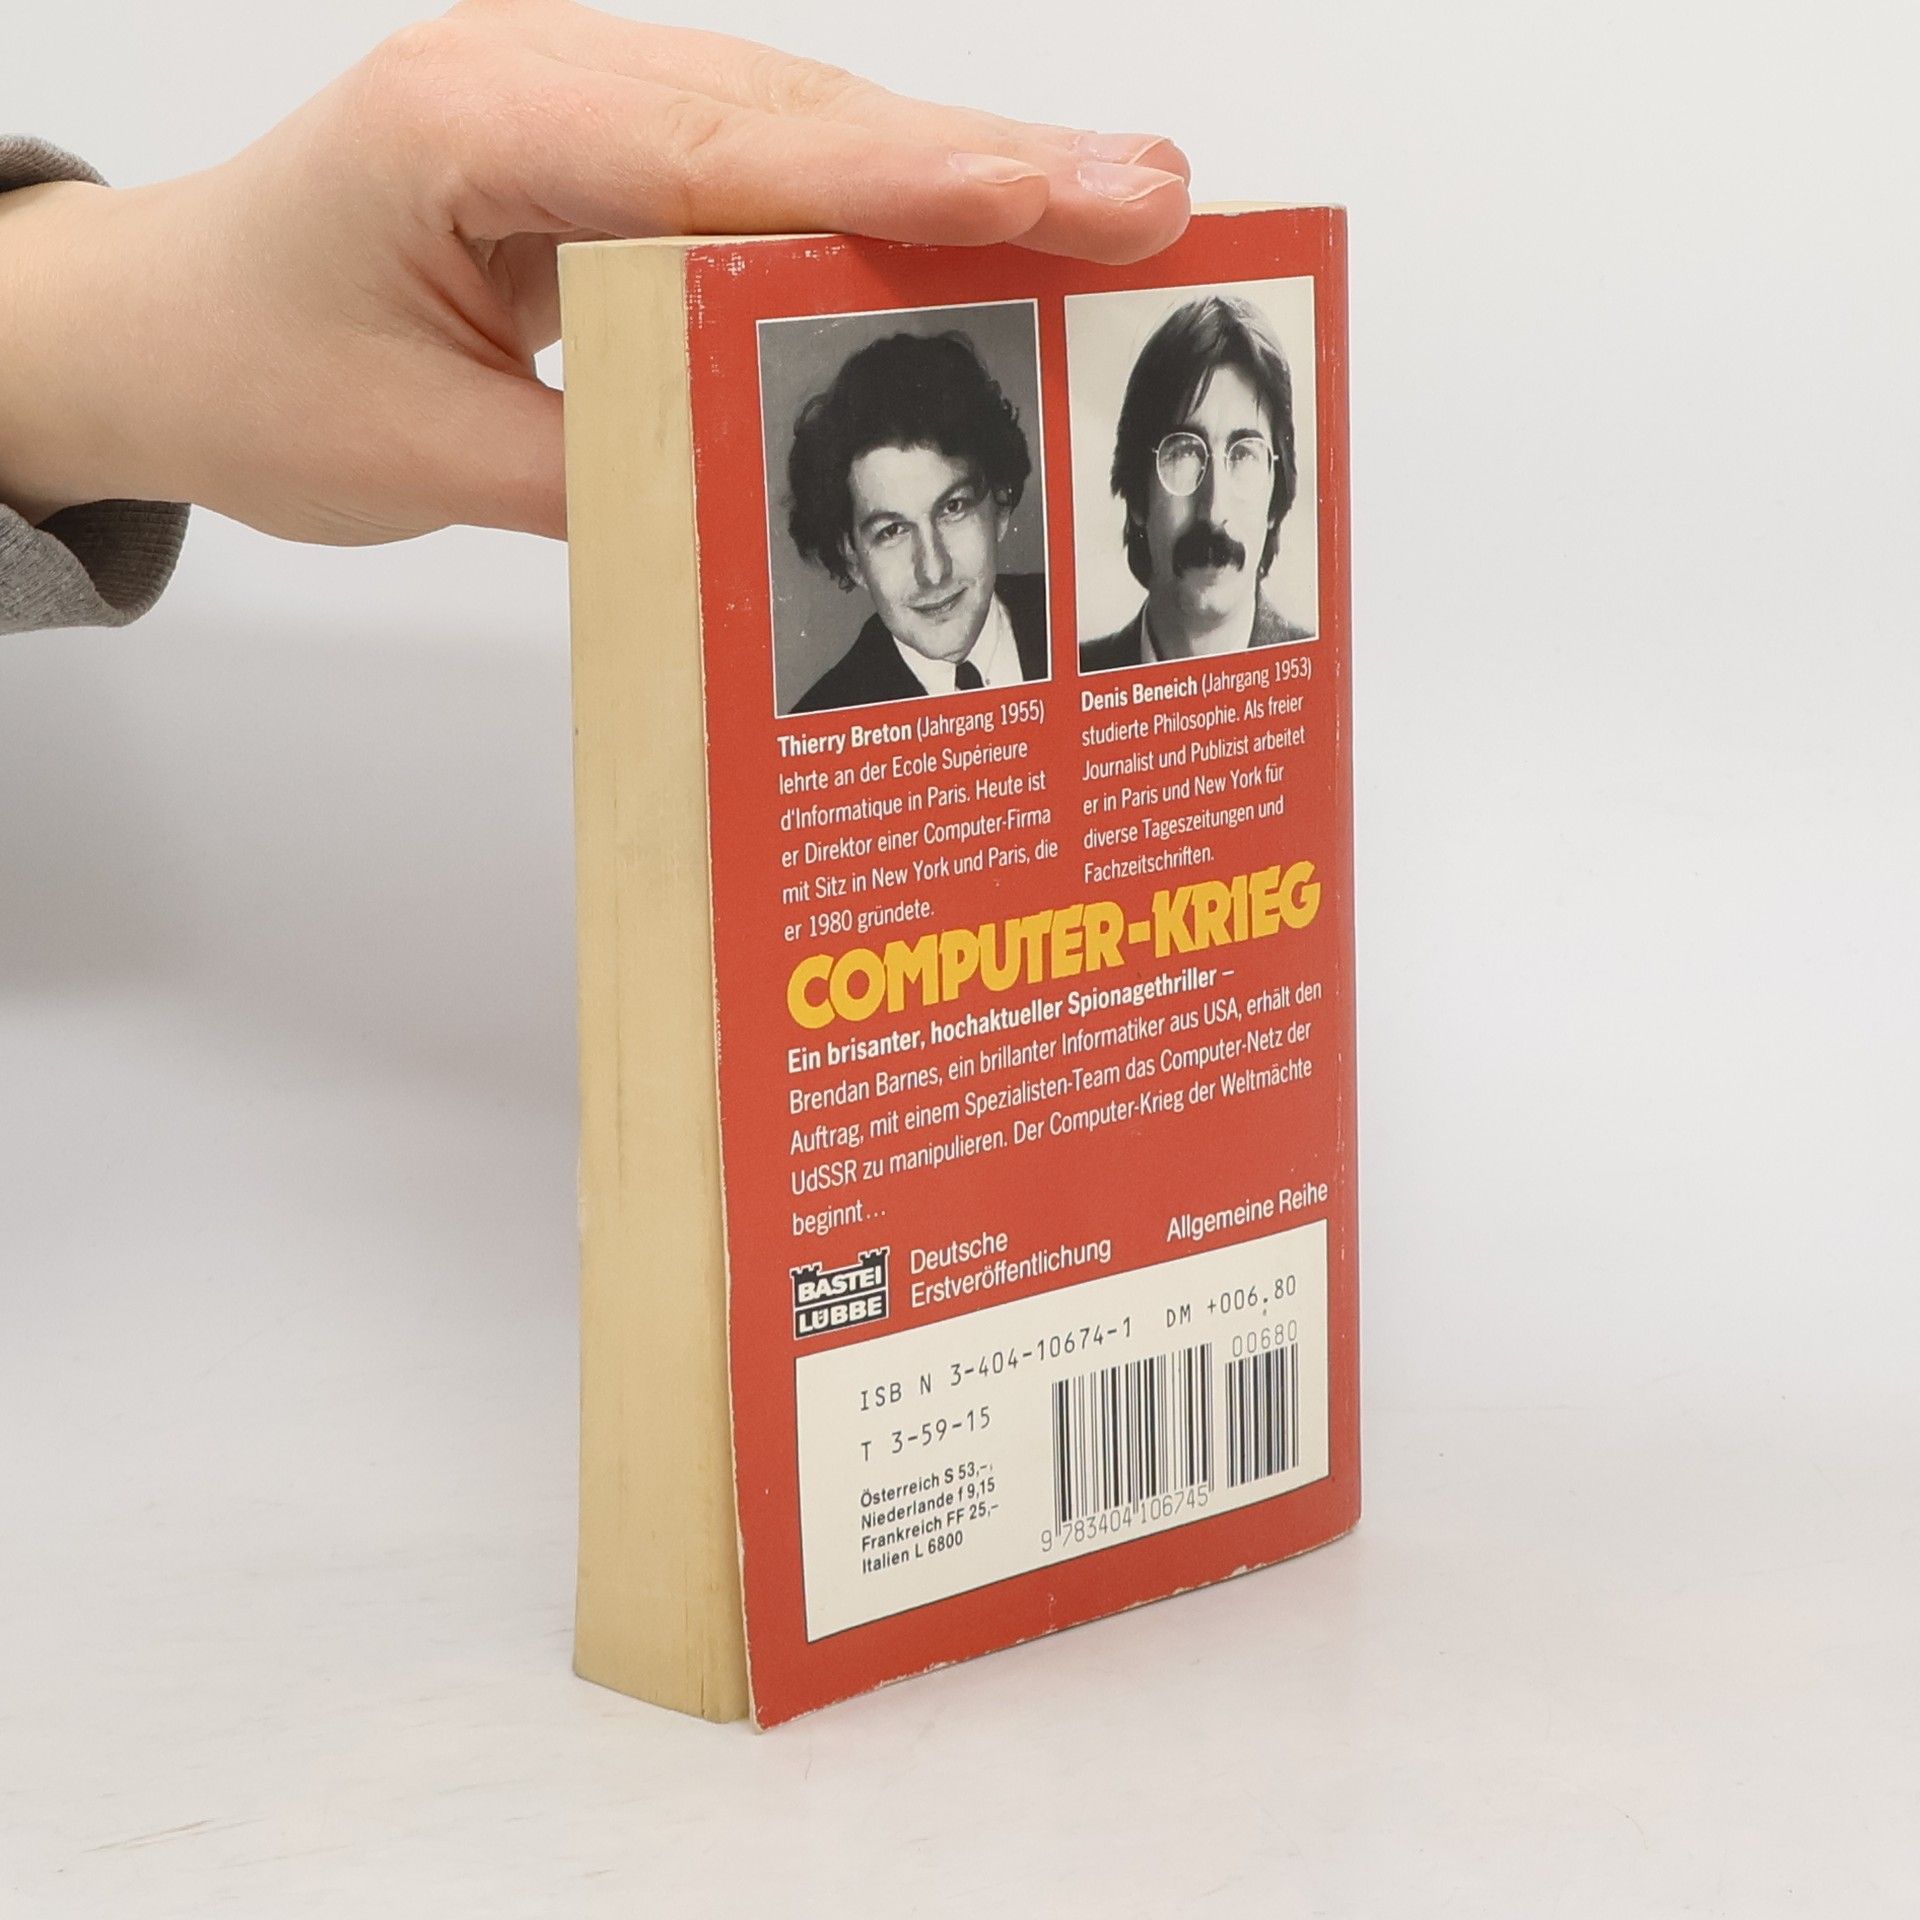 Thierry Breton (Jahrgang 1955)
lehrte an der Ecole Supérieure
d'Informatique in Paris. Heute ist
er Direktor einer Computer-Firma
mit Sitz in New York und Paris, die
er 1980 gründete.
Denis Beneich (Jahrgang 1953)
studierte Philosophie. Als freier
Journalist und Publizist arbeitet
er in Paris und New York für
diverse Tageszeitungen und
Fachzeitschriften.
COMPUTER-KRIEG
Ein brisanter, hochaktueller Spionagethriller –
Brendan Barnes, ein brillanter Informatiker aus USA, erhält den
Auftrag, mit einem Spezialisten-Team das Computer-Netz der
UdSSR zu manipulieren. Der Computer-Krieg der Weltmächte
beginnt...
BASTEI
LÜBBE
Deutsche
Erstveröffentlichung
Allgemeine Reihe
ISB N 3-404-10674-1 DM +006.80
00680
T 3-59-15
Österreich S 53,-
Niederlande f 9,15
Frankreich FF 25,-
Italien L 6800
9 783404 106745